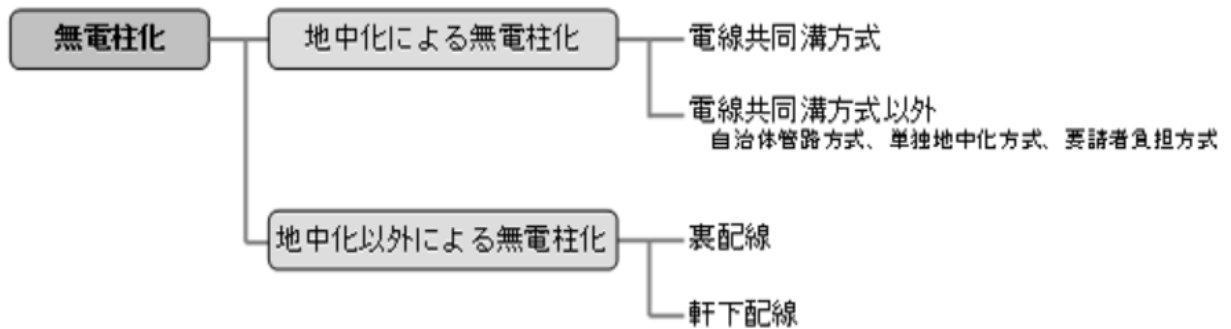 無電柱化
地中化による無電柱化
電線共同溝方式
電線共同溝方式以外
自治体管路方式、単独地中化方式、要請者負担方式
地中化以外による無電柱化
裏配線
軒下配線